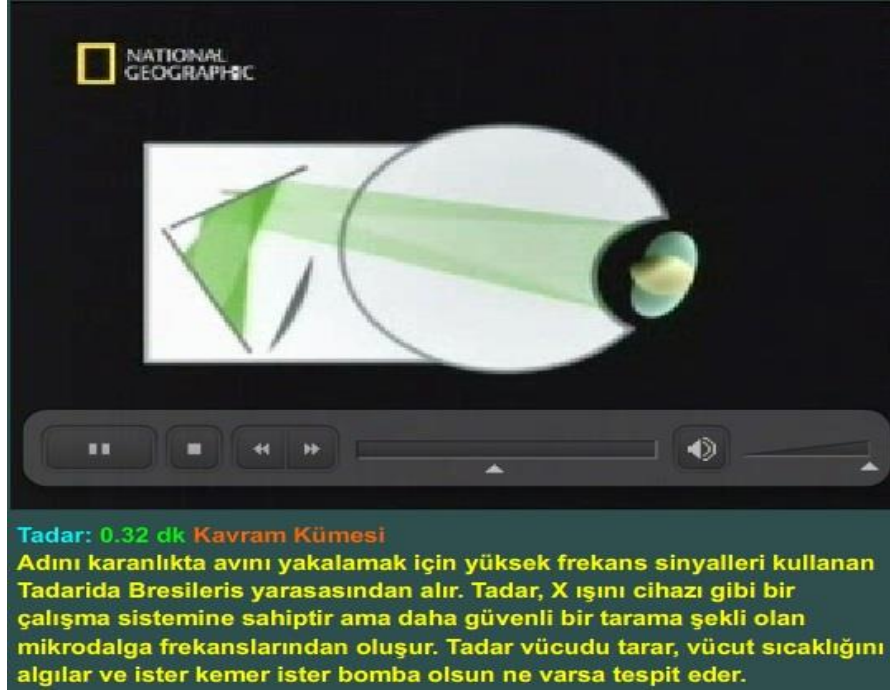 NATIONAL
GEOGRAPHIC
Tadar: 0.32 dk Kavram Kümesi
Adını karanlıkta avını yakalamak için yüksek frekans sinyalleri kullanan
Tadarida Bresileris yarasasından alır. Tadar, X ışını cihazı gibi bir
çalışma sistemine sahiptir ama daha güvenli bir tarama şekli olan
mikrodalga frekanslarından oluşur. Tadar vücudu tarar, vücut sıcaklığını
algılar ve ister kemer ister bomba olsun ne varsa tespit eder.